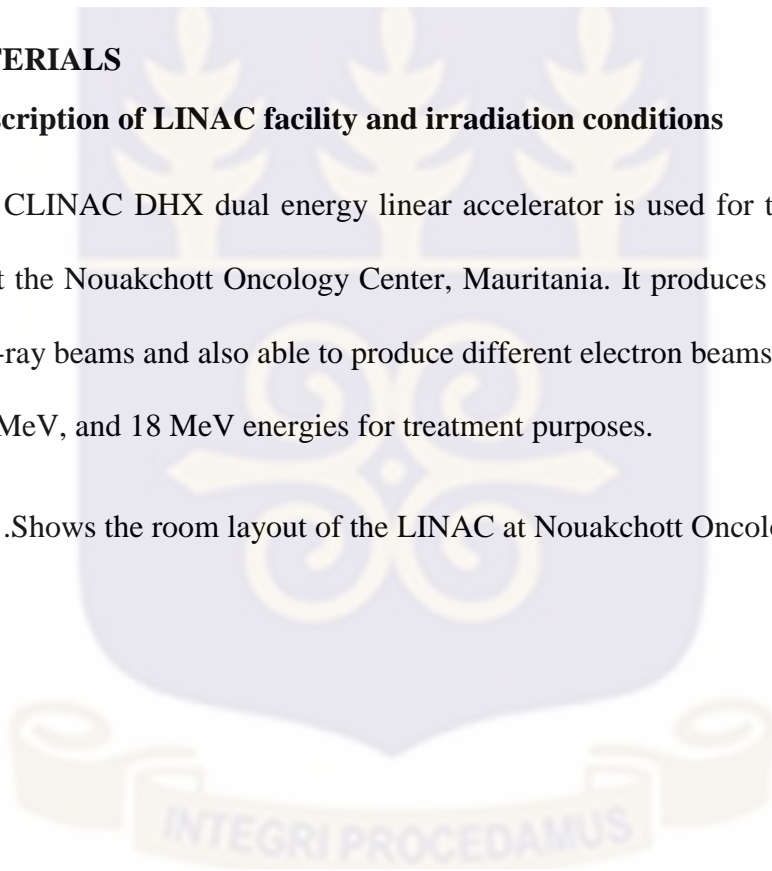 TERIALS
scription of LINAC facility and irradiation conditions
CLINAC DHX dual energy linear accelerator is used for t
t the Nouakchott Oncology Center, Mauritania. It produces
-ray beams and also able to produce different electron beams
MeV, and 18 MeV energies for treatment purposes.
.Shows the room layout of the LINAC at Nouakchott Oncol
INTEGRI PROCEDAMUS